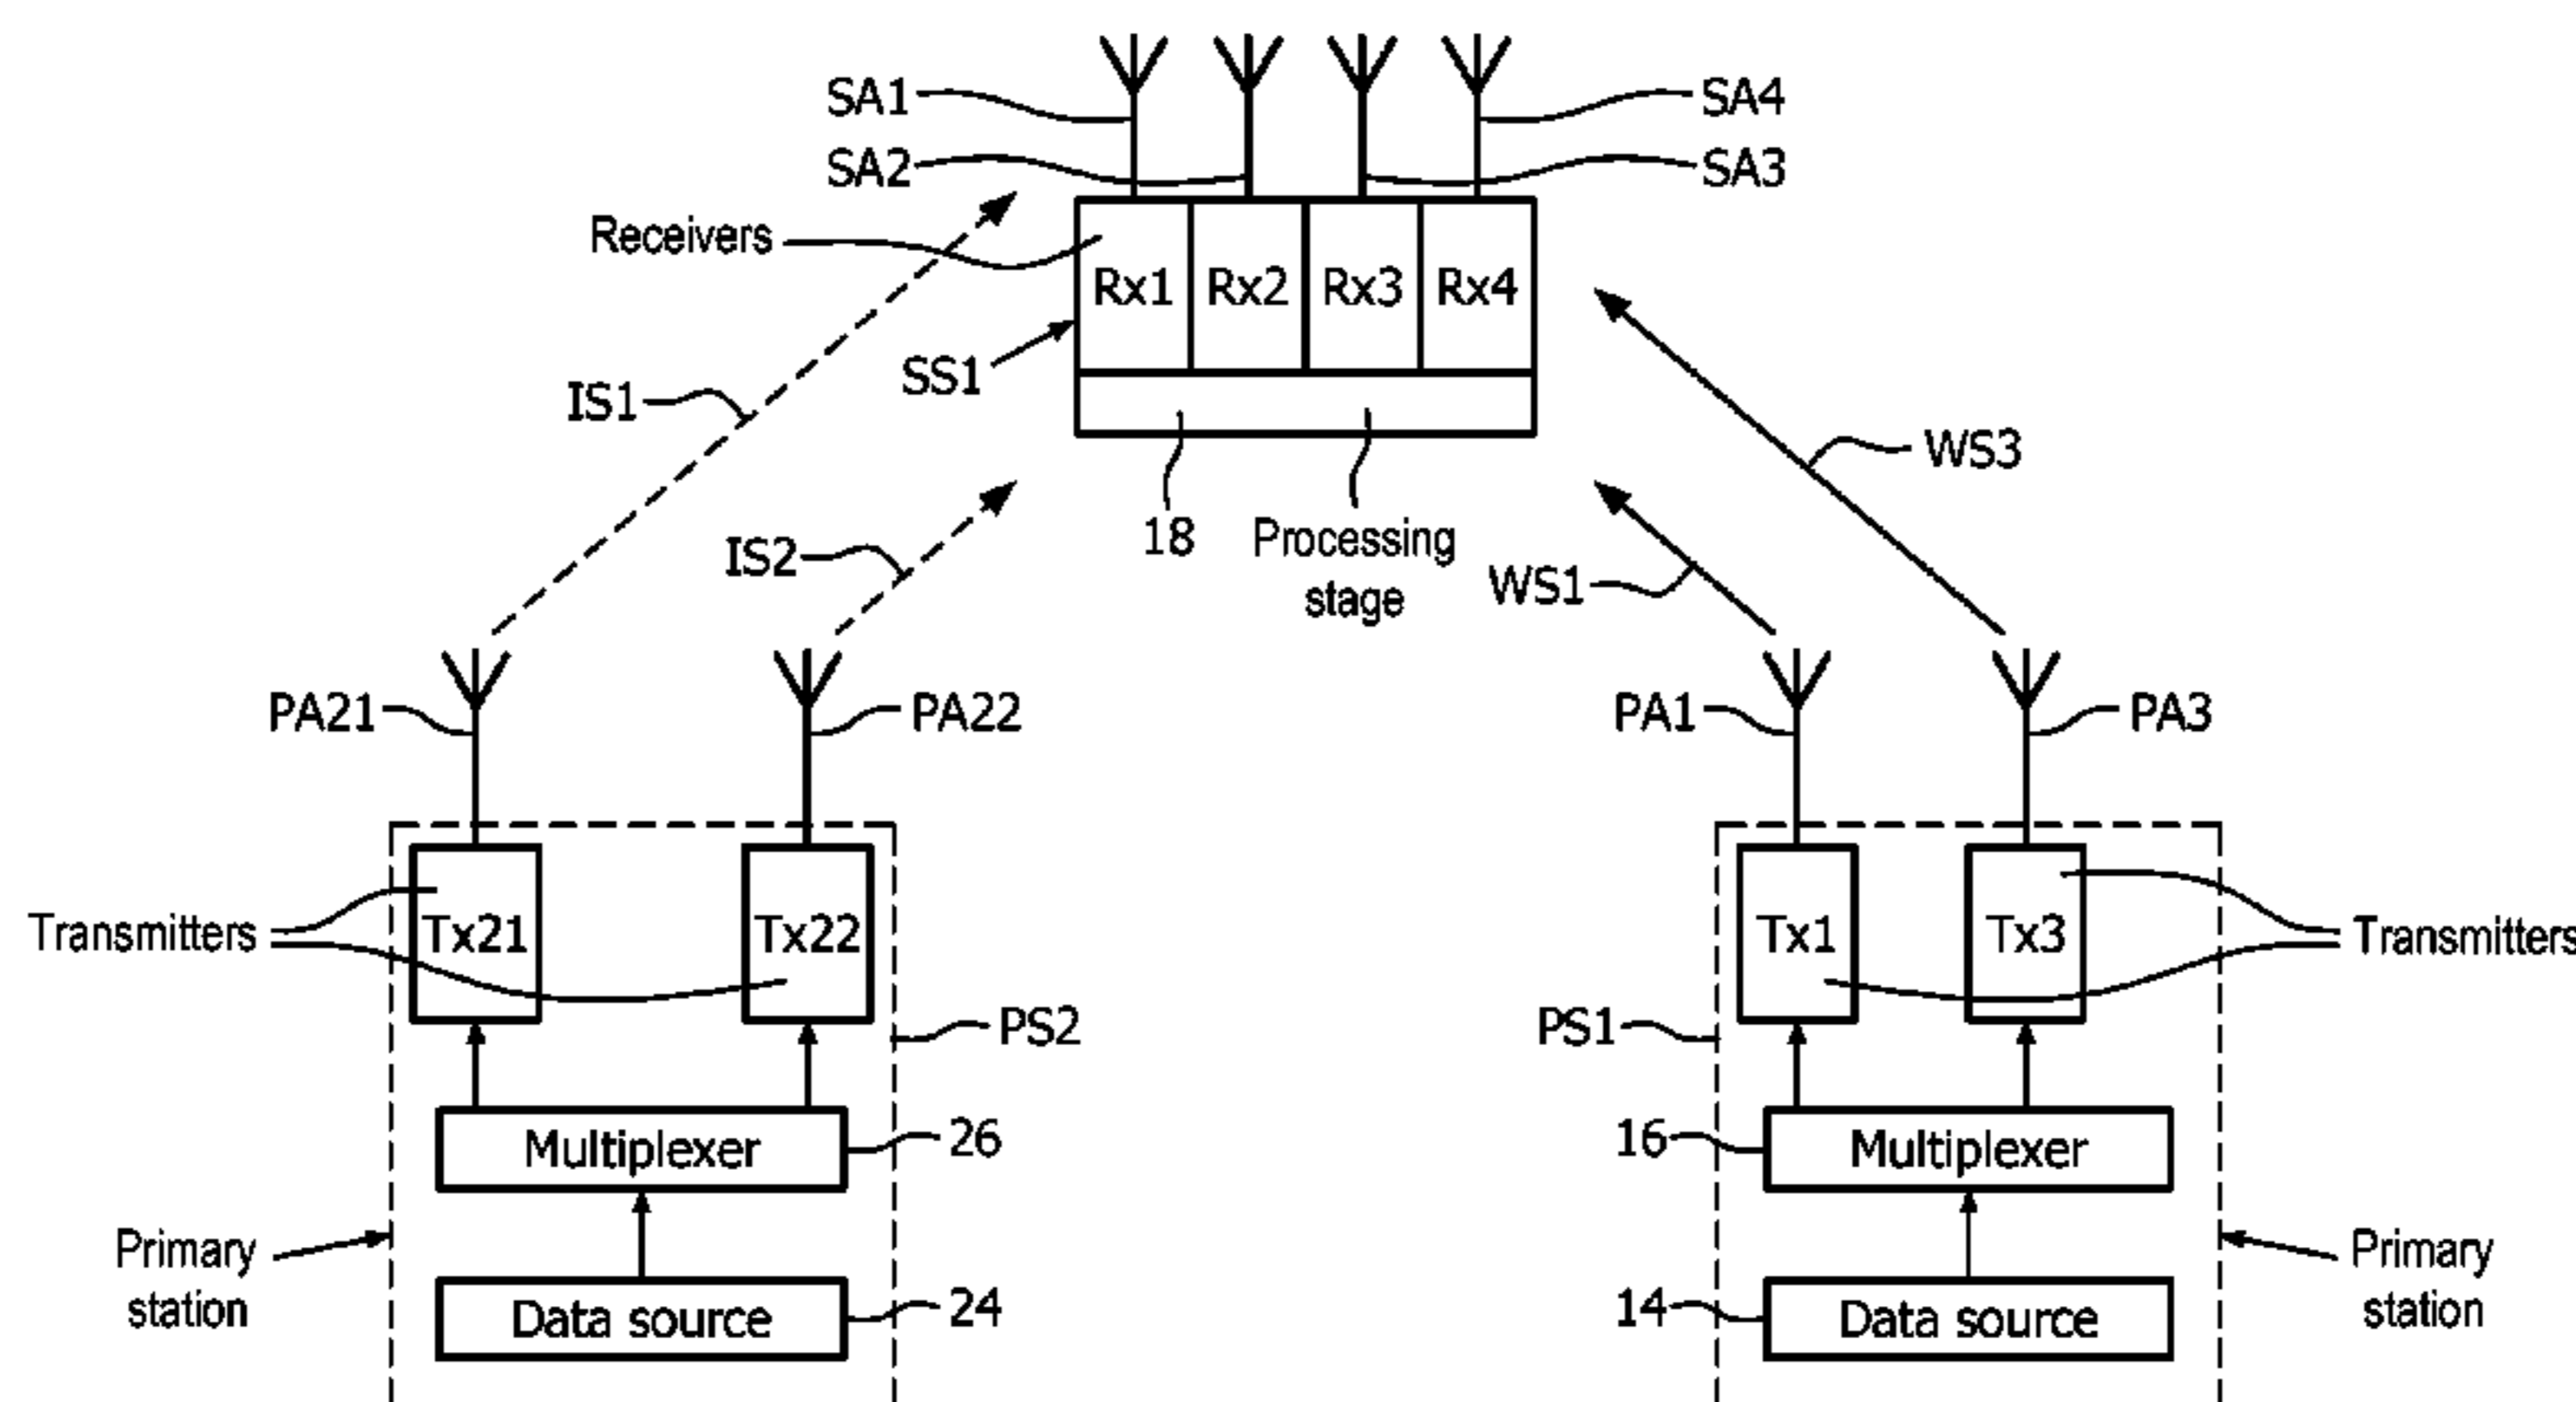 SA1
SA4
SA2
SA3
Receivers
Rx1 Rx2 Rx3 Rx4
SS1
IS1
WS3
IS2
18
Processing
stage
WS1
PA21
PA22
PA1
PA3
Transmitters
Tx21
Tx22
Tx1
Tx3
Transmitters
PS2
PS1
Multiplexer
26
16
Multiplexer
Primary
station
Primary
station
Data source
24
14
Data source